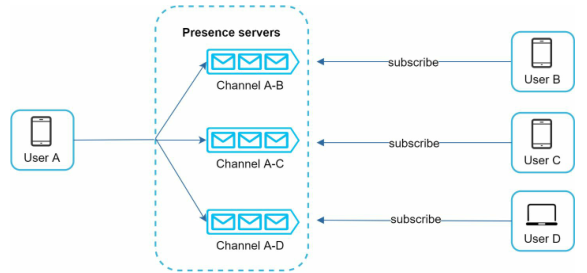 Presence servers
Channel A-B
subscribe
User B
User A
Channel A-C
subscribe
User C
Channel A-D
subscribe
User D